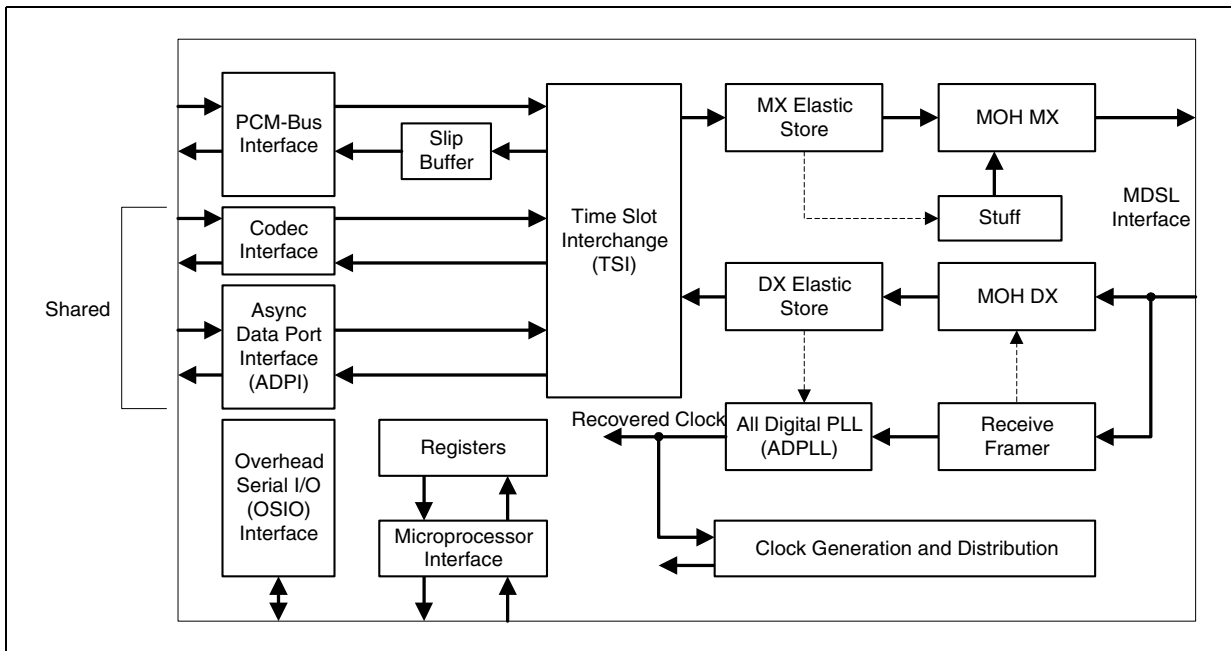 PCM-Bus
Interface
Slip
Buffer
Codec
Interface
Shared
Async
Data Port
Interface
(ADPI)
Time Slot
Interchange
(TSI)
MX Elastic
Store
MOH MX
Stuff
MDSL
Interface
DX Elastic
Store
MOH DX
Recovered Clock
All Digital PLL
(ADPLL)
Receive
Framer
Overhead
Serial I/O
(OSIO)
Interface
Registers
Microprocessor
Interface
Clock Generation and Distribution